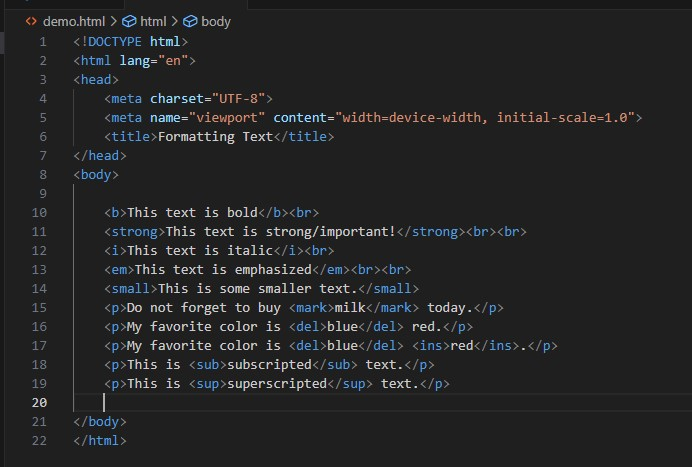 demo.html > html > body
1 <!DOCTYPE html>
2 <html lang="en">
3 <head>
4     <meta charset="UTF-8">
5     <meta name="viewport" content="width=device-width, initial-scale=1.0">
6     <title>Formatting Text</title>
7 </head>
8 <body>
9
10     <b>This text is bold</b><br>
11     <strong>This text is strong/important!</strong><br><br>
12     <i>This text is italic</i><br>
13     <em>This text is emphasized</em><br><br>
14     <small>This is some smaller text.</small>
15     <p>Do not forget to buy <mark>milk</mark> today.</p>
16     <p>My favorite color is <del>blue</del> red.</p>
17     <p>My favorite color is <del>blue</del> <ins>red</ins>.</p>
18     <p>This is <sub>subscripted</sub> text.</p>
19     <p>This is <sup>superscripted</sup> text.</p>
20
21 </body>
22 </html>